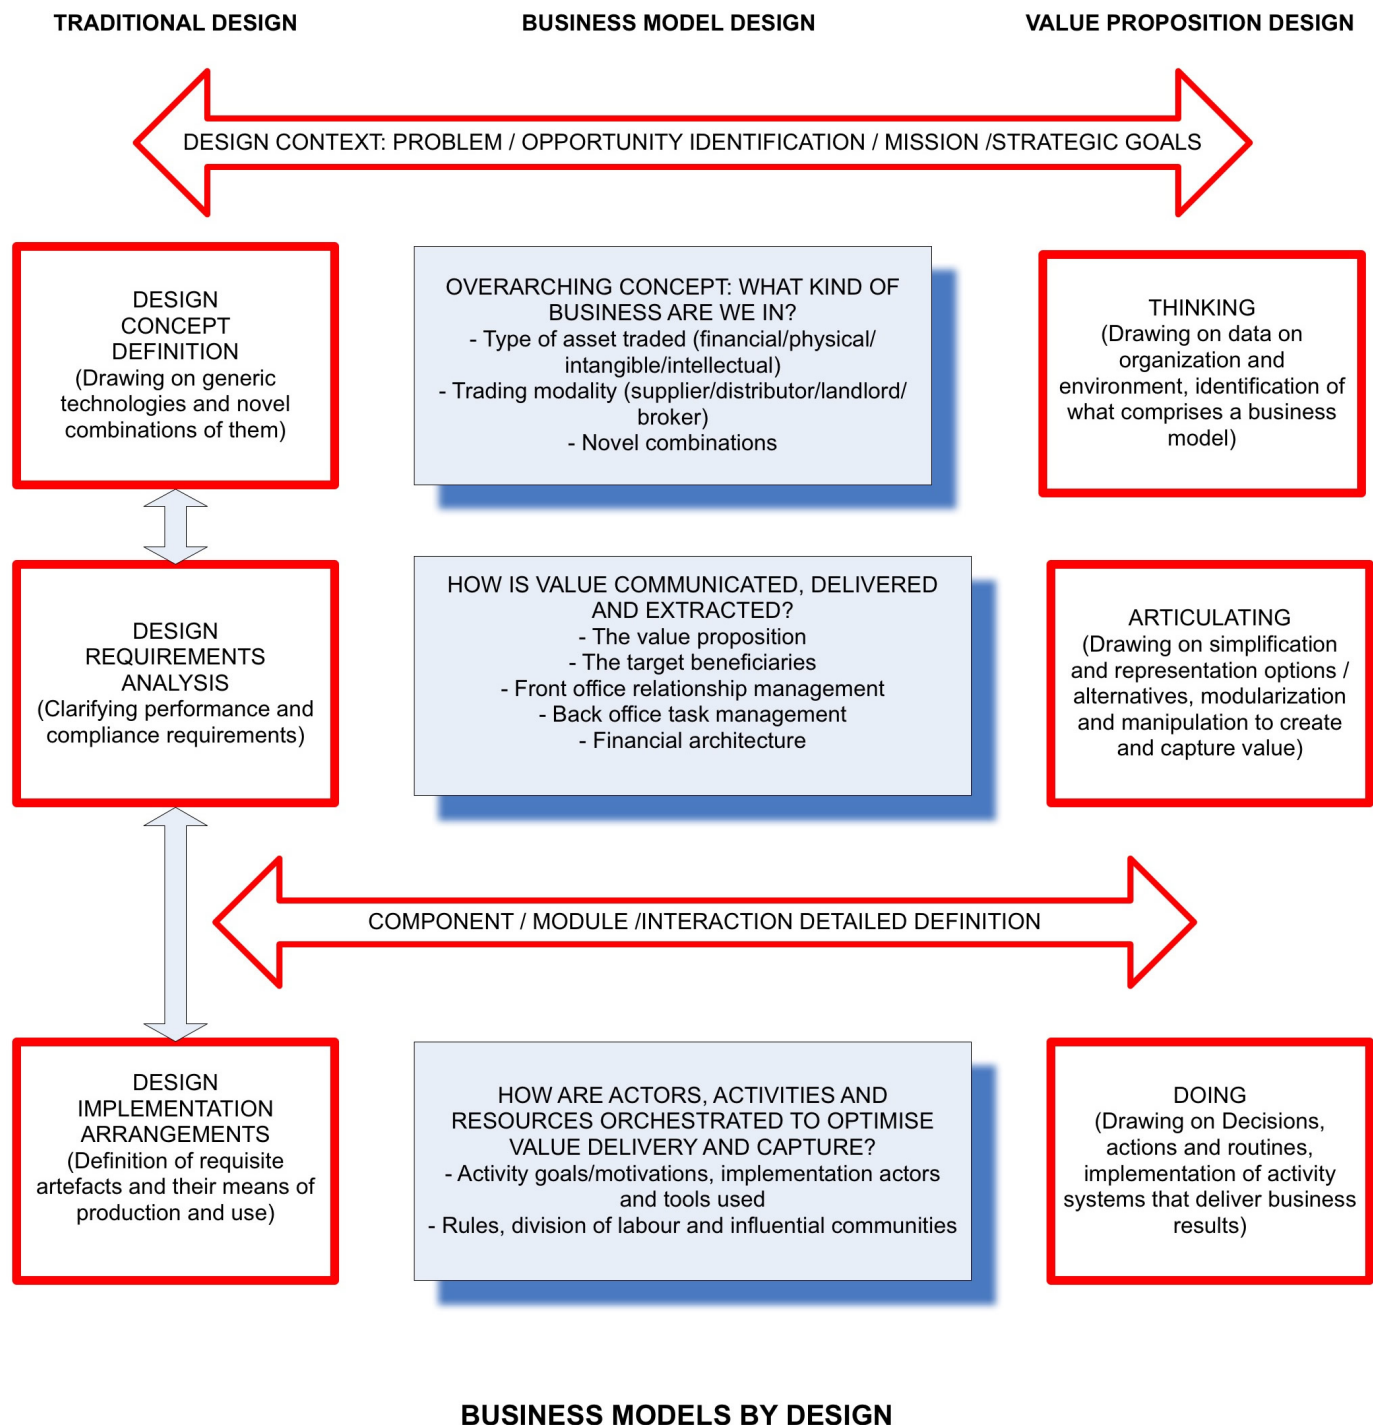 TRADITIONAL DESIGN
BUSINESS MODEL DESIGN
VALUE PROPOSITION DESIGN
DESIGN CONTEXT: PROBLEM / OPPORTUNITY IDENTIFICATION / MISSION /STRATEGIC GOALS
DESIGN
CONCEPT
DEFINITION
(Drawing on generic
technologies and novel
combinations of them)
OVERARCHING CONCEPT: WHAT KIND OF
BUSINESS ARE WE IN?
- Type of asset traded (financial/physical/
intangible/intellectual)
- Trading modality (supplier/distributor/landlord/
broker)
- Novel combinations
THINKING
(Drawing on data on
organization and
environment, identification of
what comprises a business
model)
DESIGN
REQUIREMENTS
ANALYSIS
(Clarifying performance and
compliance requirements)
HOW IS VALUE COMMUNICATED, DELIVERED
AND EXTRACTED?
- The value proposition
- The target beneficiaries
- Front office relationship management
- Back office task management
- Financial architecture
ARTICULATING
(Drawing on simplification
and representation options /
alternatives, modularization
and manipulation to create
and capture value)
COMPONENT / MODULE /INTERACTION DETAILED DEFINITION
DESIGN
IMPLEMENTATION
ARRANGEMENTS
(Definition of requisite
artefacts and their means of
production and use)
HOW ARE ACTORS, ACTIVITIES AND
RESOURCES ORCHESTRATED TO OPTIMISE
VALUE DELIVERY AND CAPTURE?
- Activity goals/motivations, implementation actors
and tools used
- Rules, division of labour and influential communities
DOING
(Drawing on Decisions,
actions and routines,
implementation of activity
systems that deliver business
results)
BUSINESS MODELS BY DESIGN